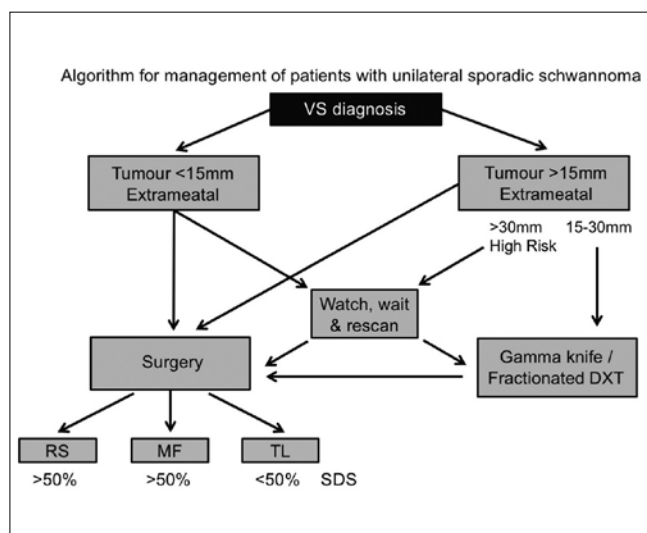 Algorithm for management of patients with unilateral sporadic schwannoma
VS diagnosis
Tumour <15mm
Extrameatal
Tumour >15mm
Extrameatal
>30mm
High Risk
15-30mm
Watch, wait
& rescan
Surgery
Gamma knife /
Fractionated DXT
RS
MF
TL
>50%
>50%
<50%
SDS